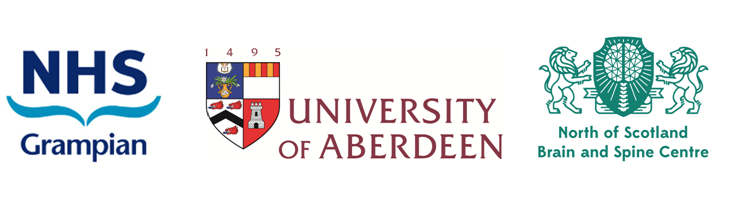 NHS
Grampian
1495
UNIVERSITY
OF ABERDEEN
North of Scotland
Brain and Spine Centre